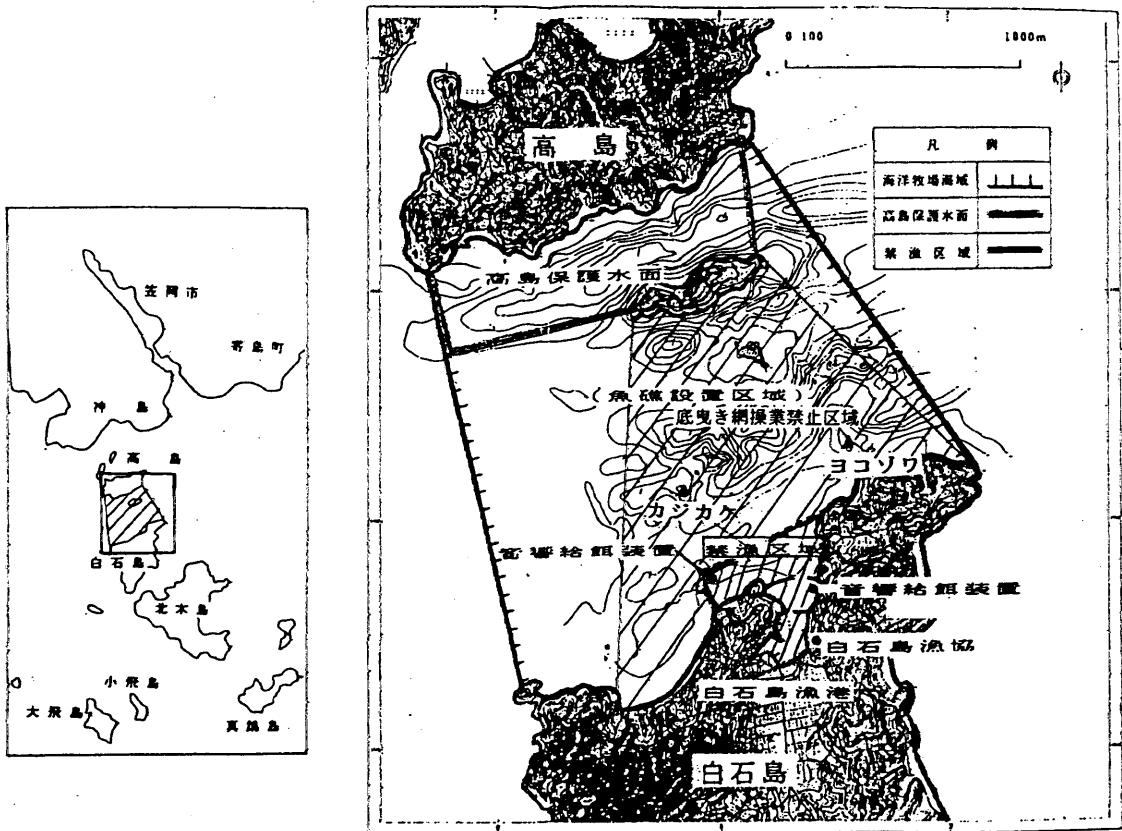 笠岡市
寄島町
沖島
高島
白石島
北木島
小飛島
大飛島
真鍋島
0 100 1000m
高島
凡例
海洋牧場海域
高島保護水面
禁漁区域
高島保護水面
(魚礁設置区域)
底曳き網操業禁止区域
ヨコゾワ
カジカケ
音響給餌装置
禁漁区域
音響給餌装置
白石島漁協
白石島漁港
白石島